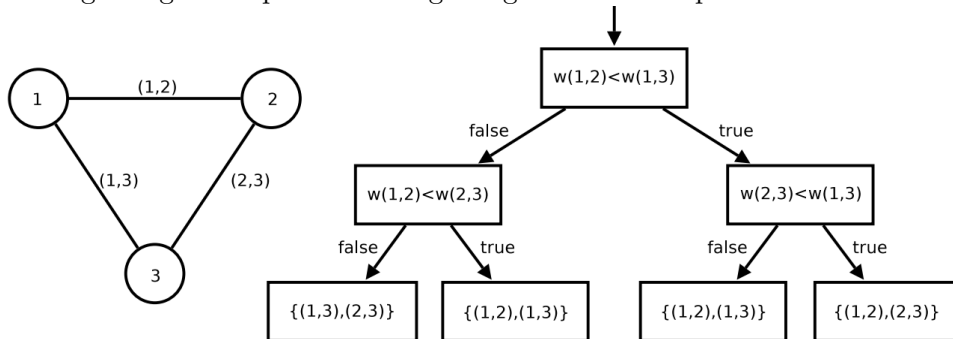 w(1,2)<w(1,3)
(1,2)
1
2
false
true
(1,3)
(2,3)
w(1,2)<w(2,3)
w(2,3)<w(1,3)
false
true
false
true
3
{(1,3),(2,3)}
{(1,2),(1,3)}
{(1,2),(1,3)}
{(1,2),(2,3)}